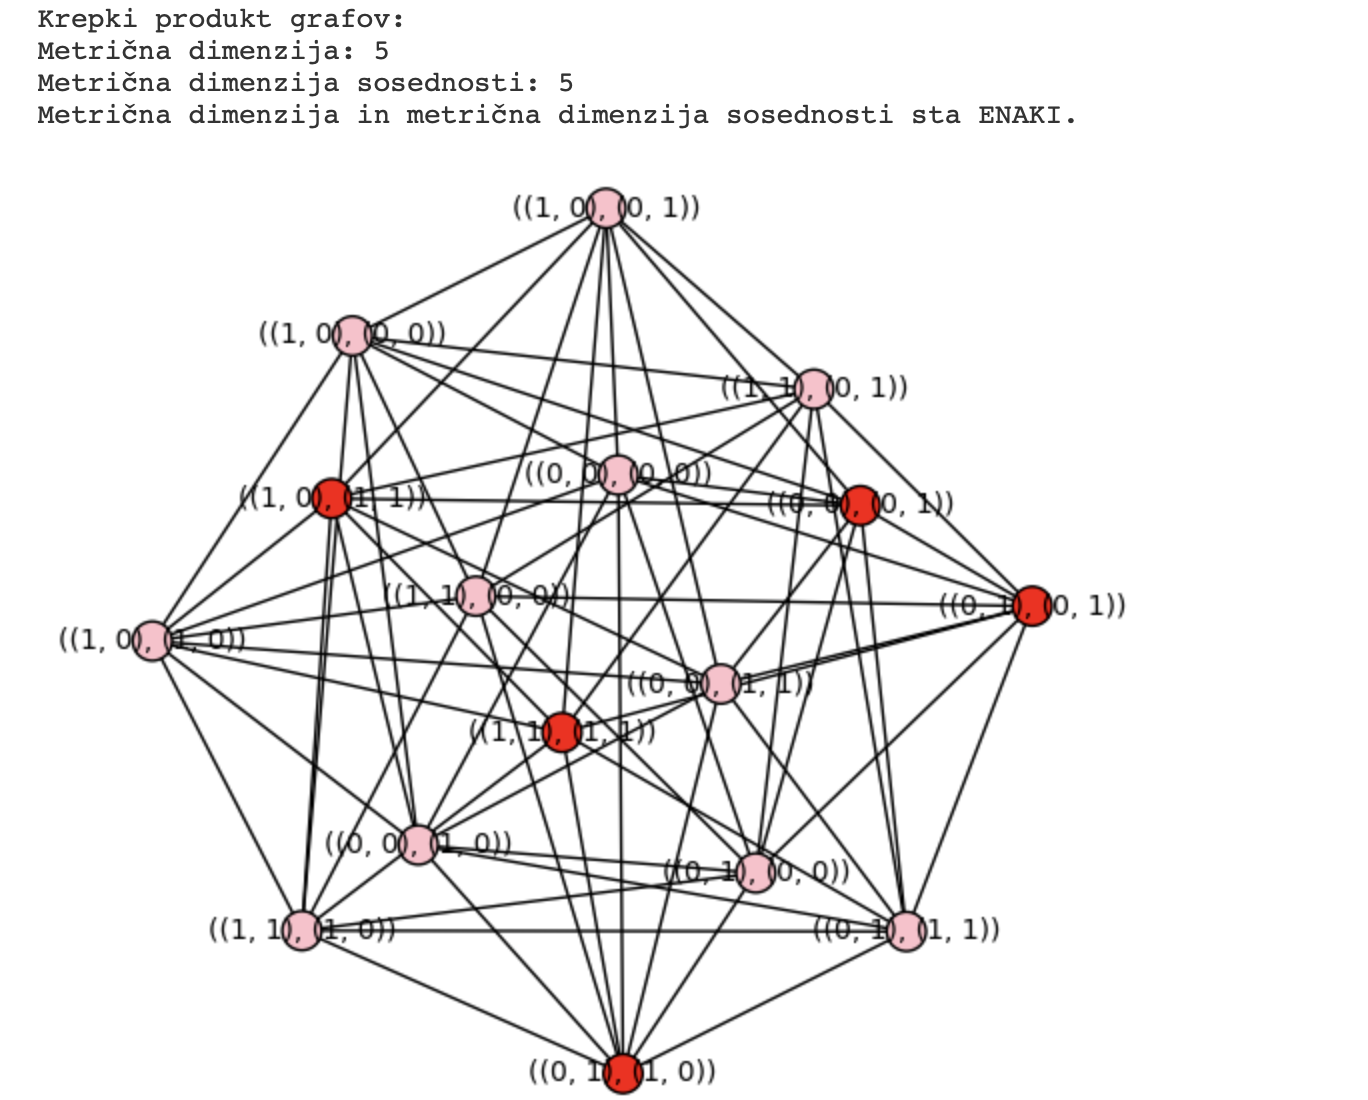 Krepki produkt grafov:
Metrična dimenzija: 5
Metrična dimenzija sosednosti: 5
Metrična dimenzija in metrična dimenzija sosednosti sta ENAKI.
((1, 0), (0, 1))
((1, 0), (0, 0))
((1, 1), (0, 1))
((0, 0), (0, 0))
((1, 0), (1, 1))
((0, 0), (0, 1))
((1, 1), (0, 0))
((0, 1), (0, 1))
((1, 0), (1, 0))
((0, 0), (1, 1))
((1, 1), (1, 1))
((0, 0), (1, 0))
((0, 1), (0, 0))
((1, 1), (1, 0))
((0, 1), (1, 1))
((0, 1), (1, 0))